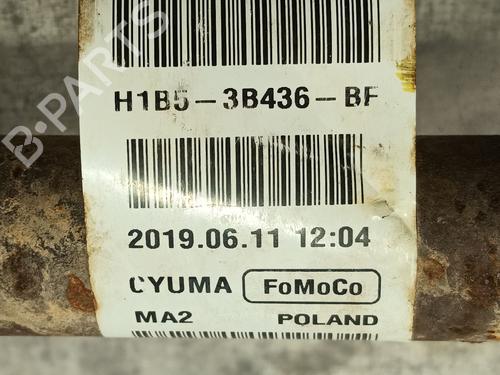 H1B5-3B436-BF
2019.06.11 12:04
CYUMA FoMoCo
MA2 POLAND
B-PARTS